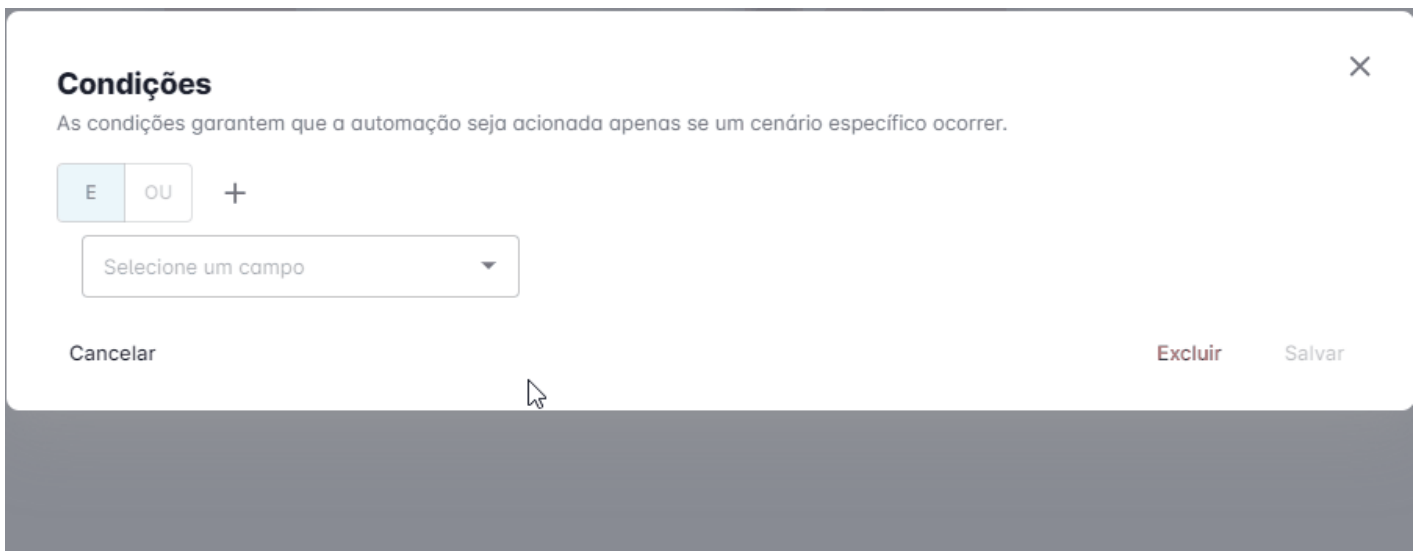 Condições
As condições garantem que a automação seja acionada apenas se um cenário específico ocorrer.
E OU +
Selecione um campo
Cancelar Excluir Salvar